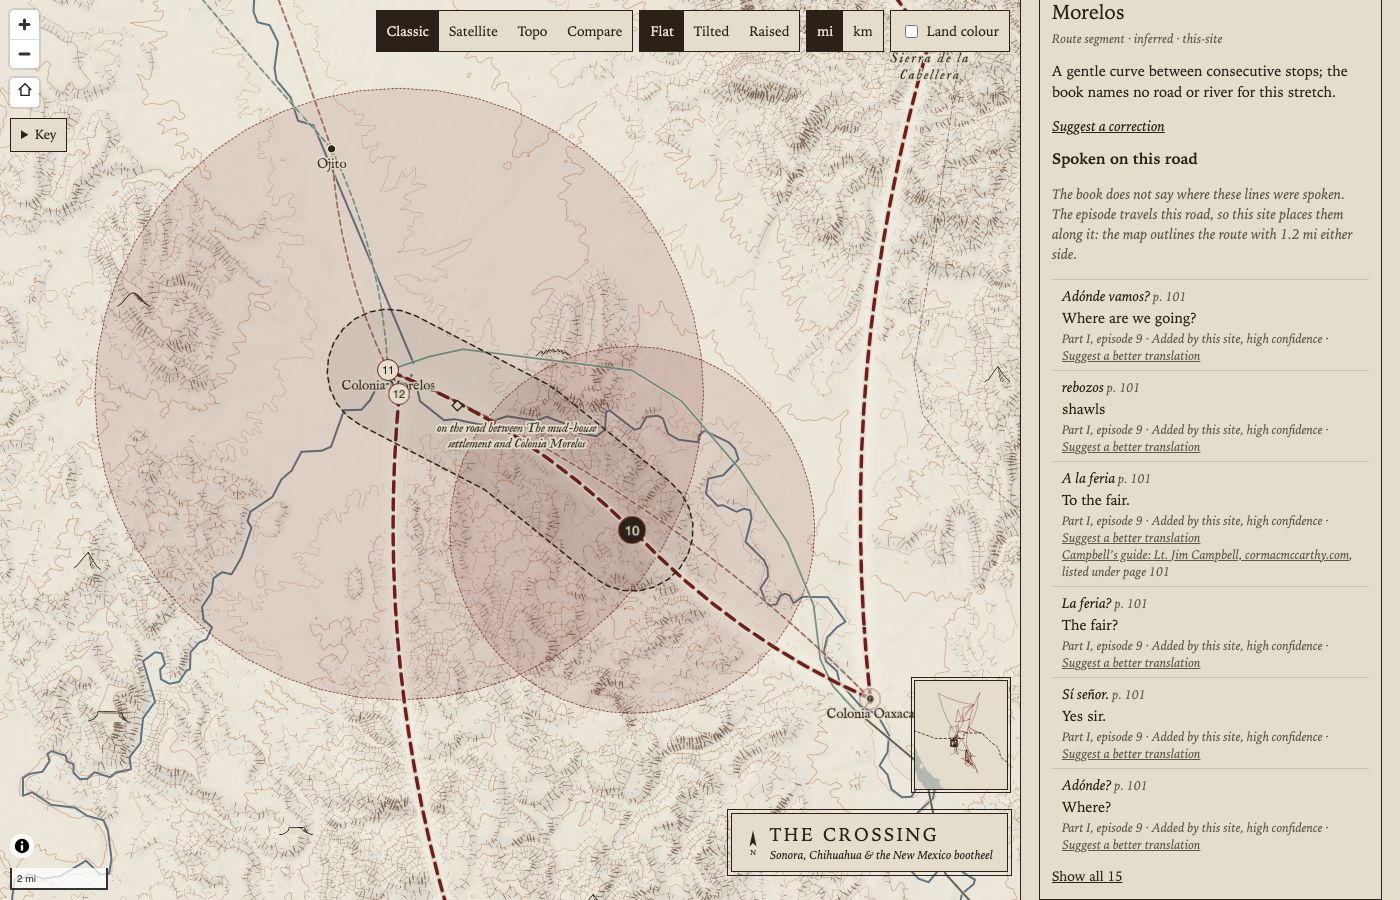 Classic
Satellite
Topo
Compare
Flat
Tilted
Raised
mi
km
Land colour
Key
Sierra de la
Cabellera
Ojito
11
Colonia Morelos
12
on the road between The mud-house
settlement and Colonia Morelos
10
Colonia Oaxaca
THE CROSSING
N
Sonora, Chihuahua & the New Mexico bootheel
2 mi
Morelos
Route segment · inferred · this-site
A gentle curve between consecutive stops; the
book names no road or river for this stretch.
Suggest a correction
Spoken on this road
The book does not say where these lines were spoken.
The episode travels this road, so this site places them
along it: the map outlines the route with 1.2 mi either
side.
Adónde vamos? p. 101
Where are we going?
Part I, episode 9 · Added by this site, high confidence ·
Suggest a better translation
rebozos p. 101
shawls
Part I, episode 9 · Added by this site, high confidence ·
Suggest a better translation
A la feria p. 101
To the fair.
Part I, episode 9 · Added by this site, high confidence ·
Suggest a better translation
Campbell's guide: Lt. Jim Campbell, cormacmccarthy.com,
listed under page 101
La feria? p. 101
The fair?
Part I, episode 9 · Added by this site, high confidence ·
Suggest a better translation
Sí señor. p. 101
Yes sir.
Part I, episode 9 · Added by this site, high confidence ·
Suggest a better translation
Adónde? p. 101
Where?
Part I, episode 9 · Added by this site, high confidence ·
Suggest a better translation
Show all 15